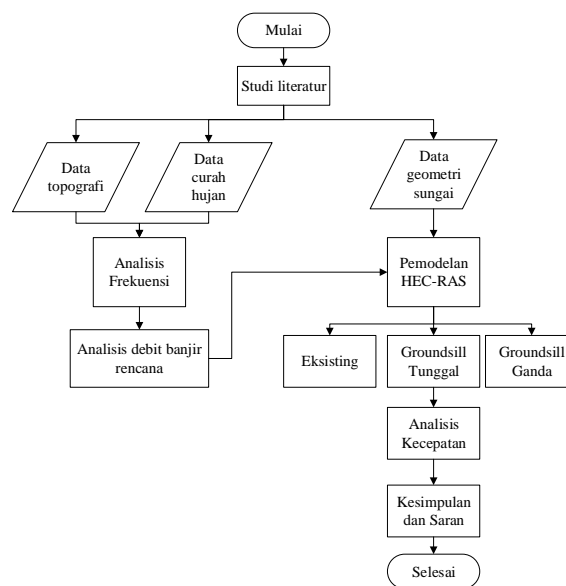 Mulai
Studi literatur
Data
topografi
Data
curah
hujan
Data
geometri
sungai
Analisis
Frekuensi
Pemodelan
HEC-RAS
Analisis debit banjir
rencana
Eksisting
Groundsill
Tunggal
Groundsill
Ganda
Analisis
Kecepatan
Kesimpulan
dan Saran
Selesai